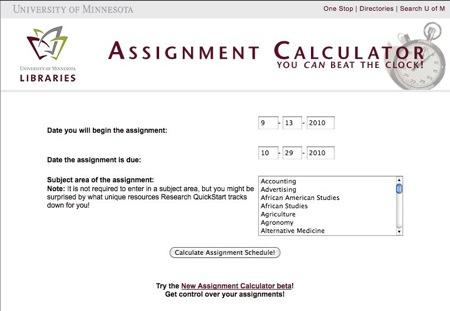 UNIVERSITY OF MINNESOTA
One Stop | Directories | Search U of M
UNIVERSITY OF MINNESOTA
LIBRARIES
ASSIGNMENT CALCULATOR
YOU CAN BEAT THE CLOCK!
Date you will begin the assignment:
9 - 13 - 2010
Date the assignment is due:
10 - 29 - 2010
Subject area of the assignment:
Note: It is not required to enter in a subject area, but you might be
surprised by what unique resources Research QuickStart tracks
down for you!
Accounting
Advertising
African American Studies
African Studies
Agriculture
Agronomy
Alternative Medicine
Calculate Assignment Schedule!
Try the New Assignment Calculator beta!
Get control over your assignments!